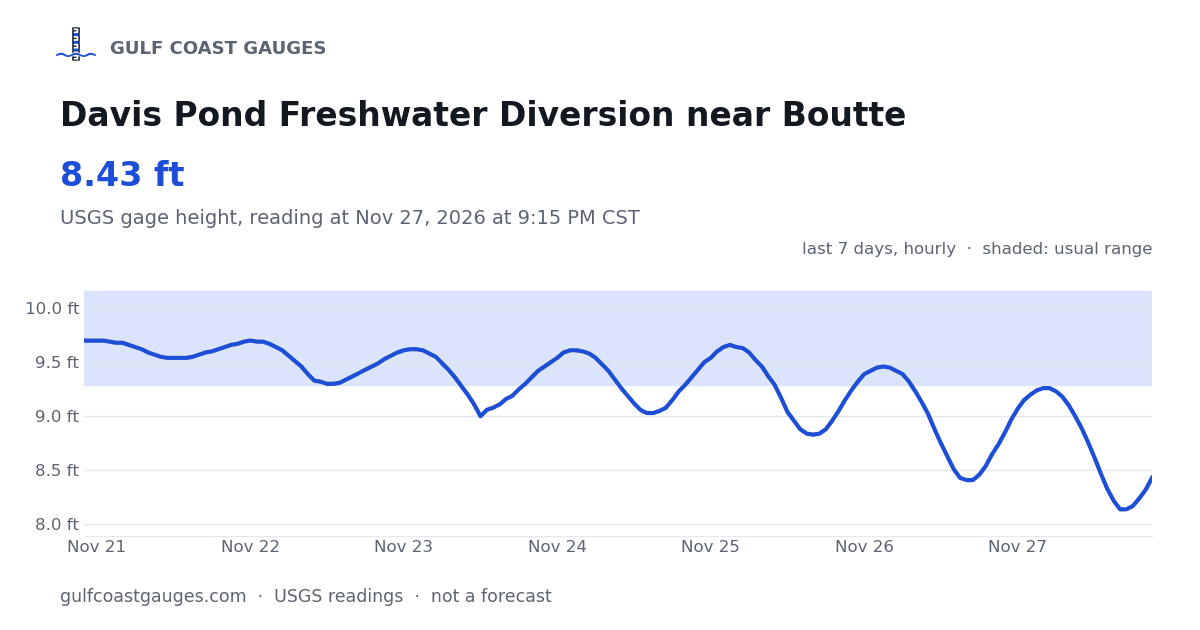 GULF COAST GAUGES
Davis Pond Freshwater Diversion near Boutte
8.43 ft
USGS gage height, reading at Nov 27, 2026 at 9:15 PM CST
last 7 days, hourly · shaded: usual range
10.0 ft
9.5 ft
9.0 ft
8.5 ft
8.0 ft
Nov 21 Nov 22 Nov 23 Nov 24 Nov 25 Nov 26 Nov 27
gulfcoastgauges.com · USGS readings · not a forecast